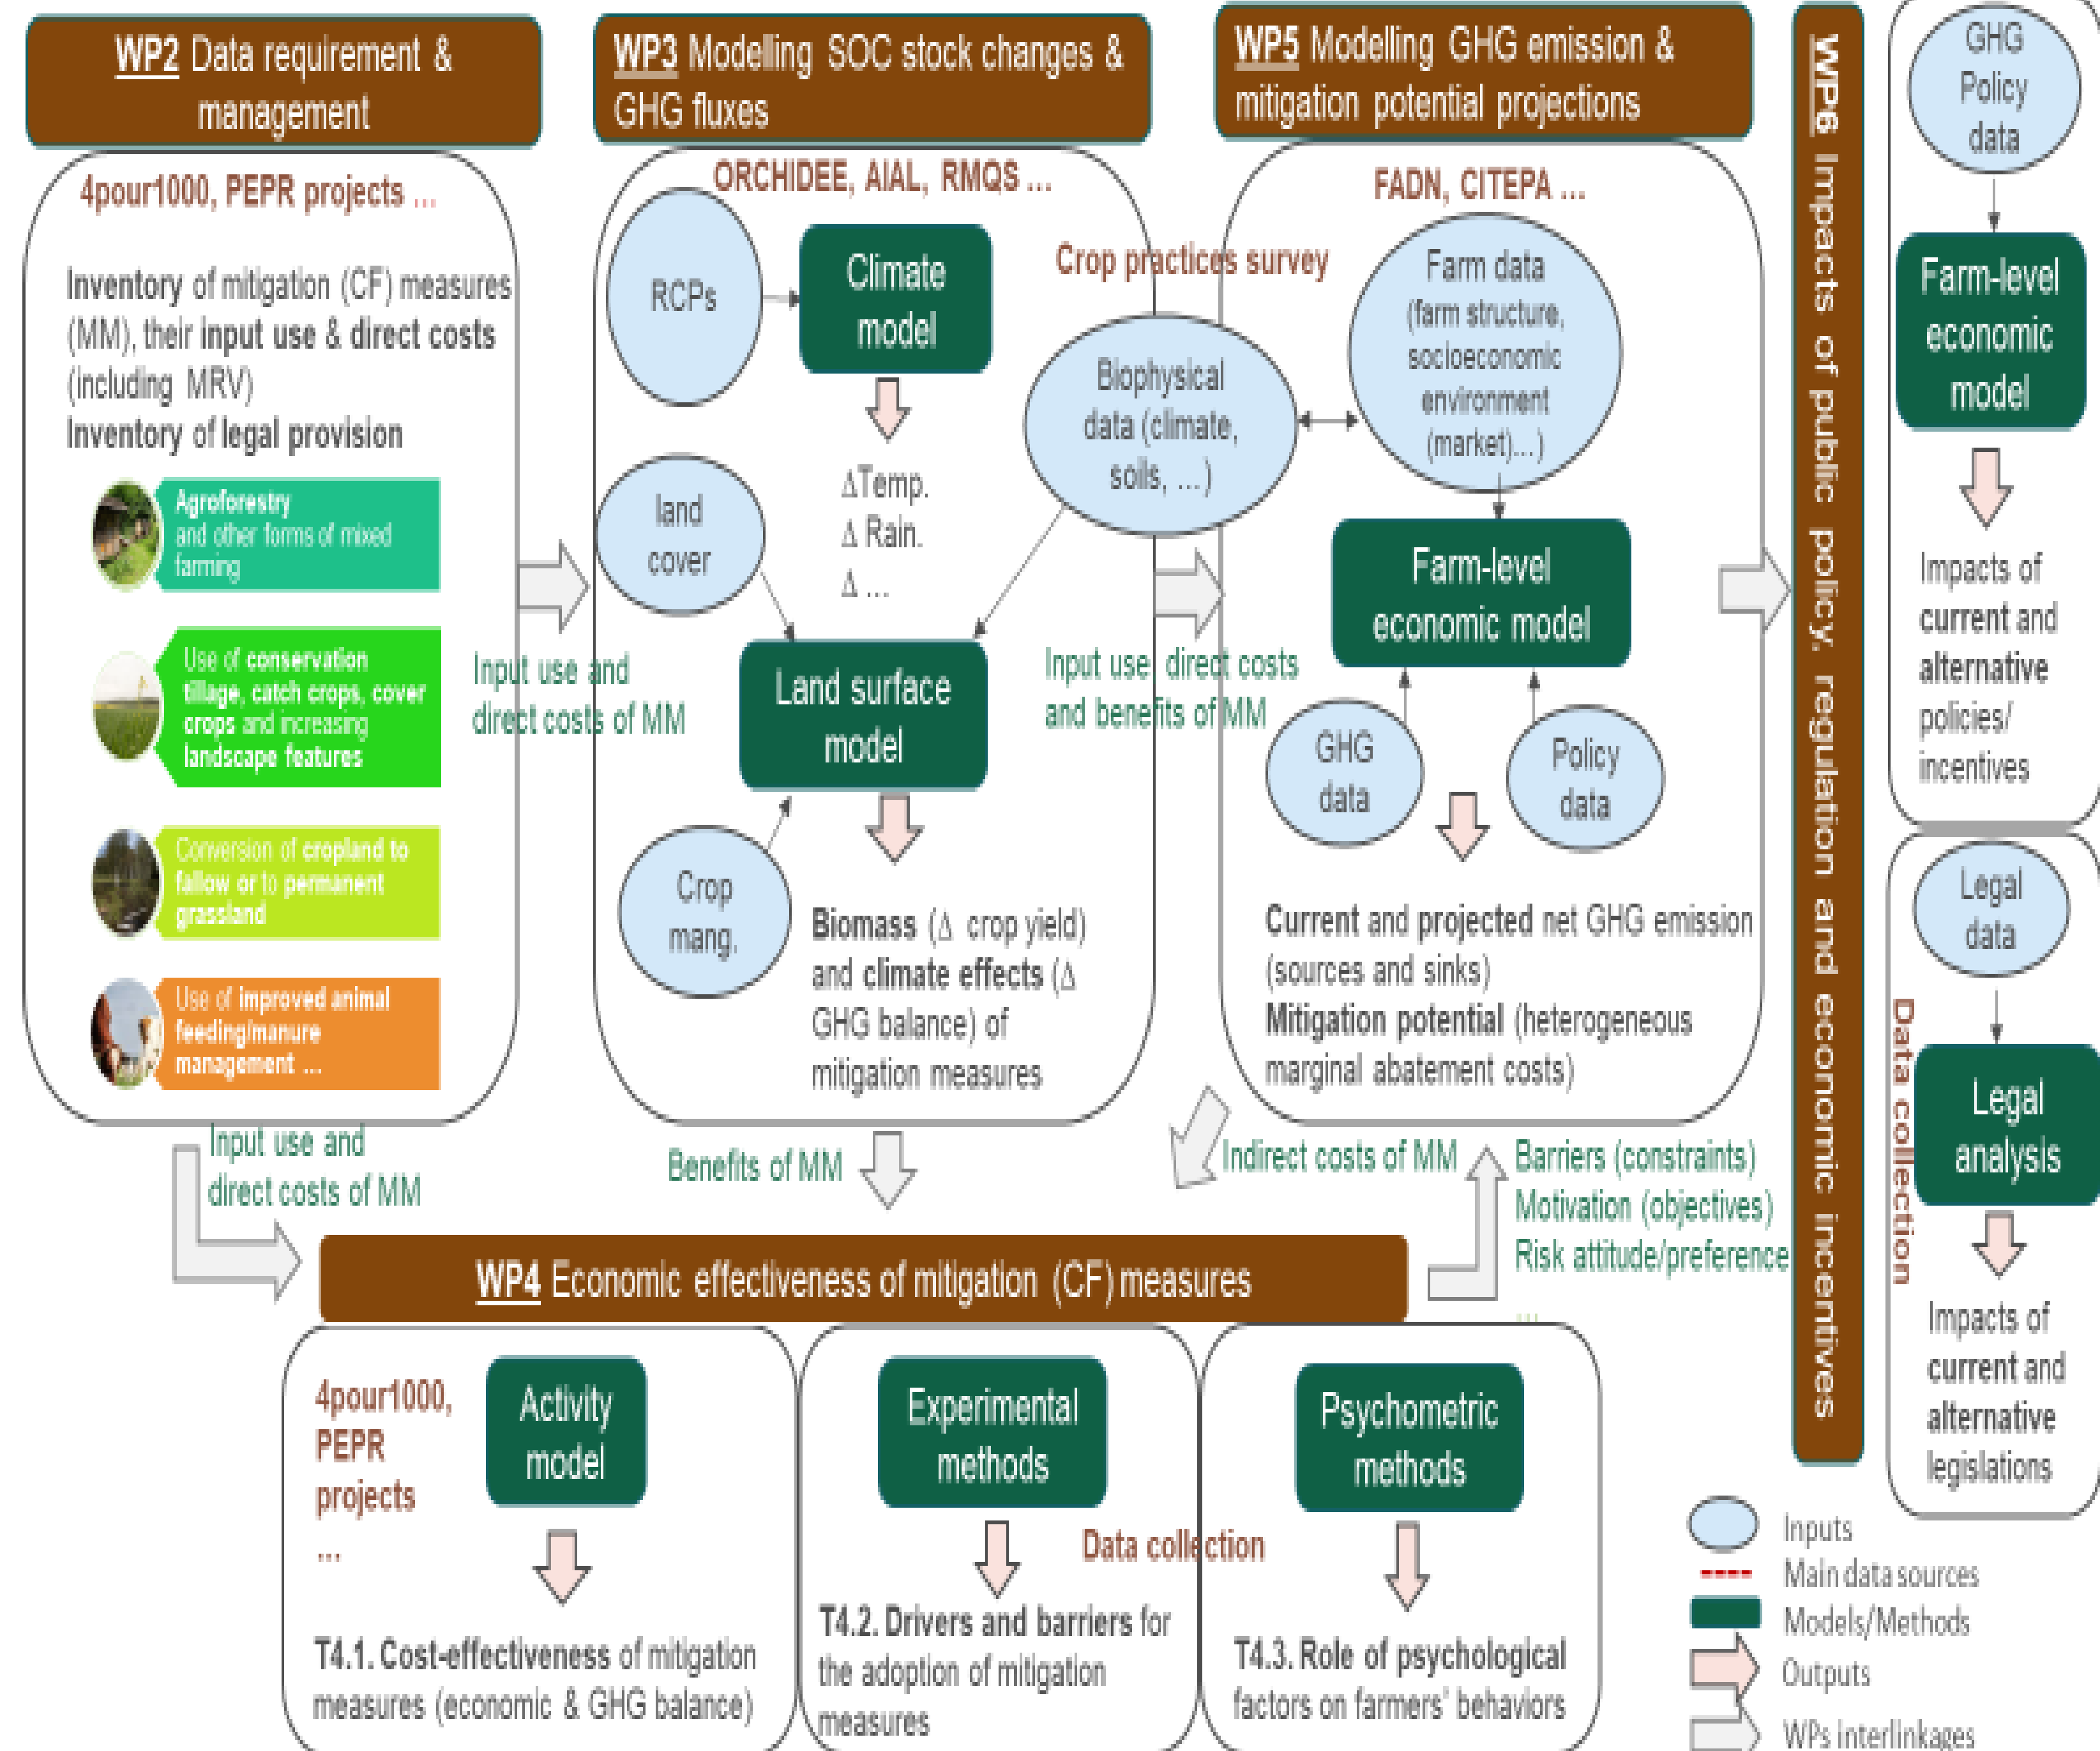 WP2 Data requirement &
management
4pour1000, PEPR projects ...
Inventory of mitigation (CF) measures
(MM), their input use & direct costs
(including MRV)
Inventory of legal provision
Agroforestry
and other forms of mixed
farming
Use of conservation
tillage, catch crops, cover
crops and increasing
landscape features
Conversion of cropland to
fallow or to permanent
grassland
Use of improved animal
feeding/manure
management ...
Input use and
direct costs of MM
Input use and
direct costs of MM
WP3 Modelling SOC stock changes &
GHG fluxes
ORCHIDEE, AIAL, RMQS ...
RCPs
Climate
model
ΔTemp.
Δ Rain.
Δ ...
land
cover
Land surface
model
Crop
mang.
Biomass (Δ crop yield)
and climate effects (Δ
GHG balance) of
mitigation measures
Benefits of MM
Crop practices survey
Biophysical
data (climate,
soils, ...)
Input use direct costs
and benefits of MM
WP5 Modelling GHG emission &
mitigation potential projections
FADN, CITEPA ...
Farm data
(farm structure,
socioeconomic
environment
(market)...)
Farm-level
economic model
GHG
data
Policy
data
Current and projected net GHG emission
(sources and sinks)
Mitigation potential (heterogeneous
marginal abatement costs)
Indirect costs of MM
Barriers (constraints)
Motivation (objectives)
Risk attitude/preference
...
WP4 Economic effectiveness of mitigation (CF) measures
4pour1000,
PEPR
projects
...
Activity
model
T4.1. Cost-effectiveness of mitigation
measures (economic & GHG balance)
Experimental
methods
Data collection
T4.2. Drivers and barriers for
the adoption of mitigation
measures
Psychometric
methods
T4.3. Role of psychological
factors on farmers' behaviors
WP6 Impacts of public policy, regulation and economic incentives
GHG
Policy
data
Farm-level
economic
model
Impacts of
current and
alternative
policies/
incentives
Legal
data
Data collection
Legal
analysis
Impacts of
current and
alternative
legislations
Inputs
Main data sources
Models/Methods
Outputs
WPs interlinkages